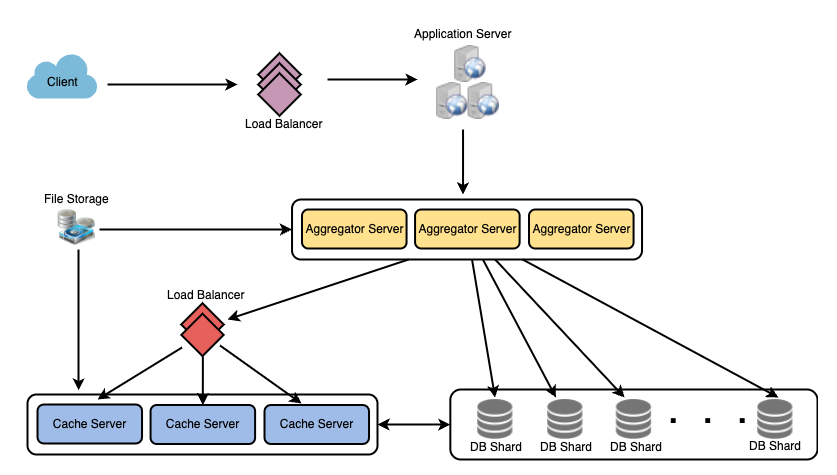 Application Server
Client
Load Balancer
File Storage
Aggregator Server
Aggregator Server
Aggregator Server
Load Balancer
Cache Server
Cache Server
Cache Server
DB Shard
DB Shard
DB Shard
. . .
DB Shard